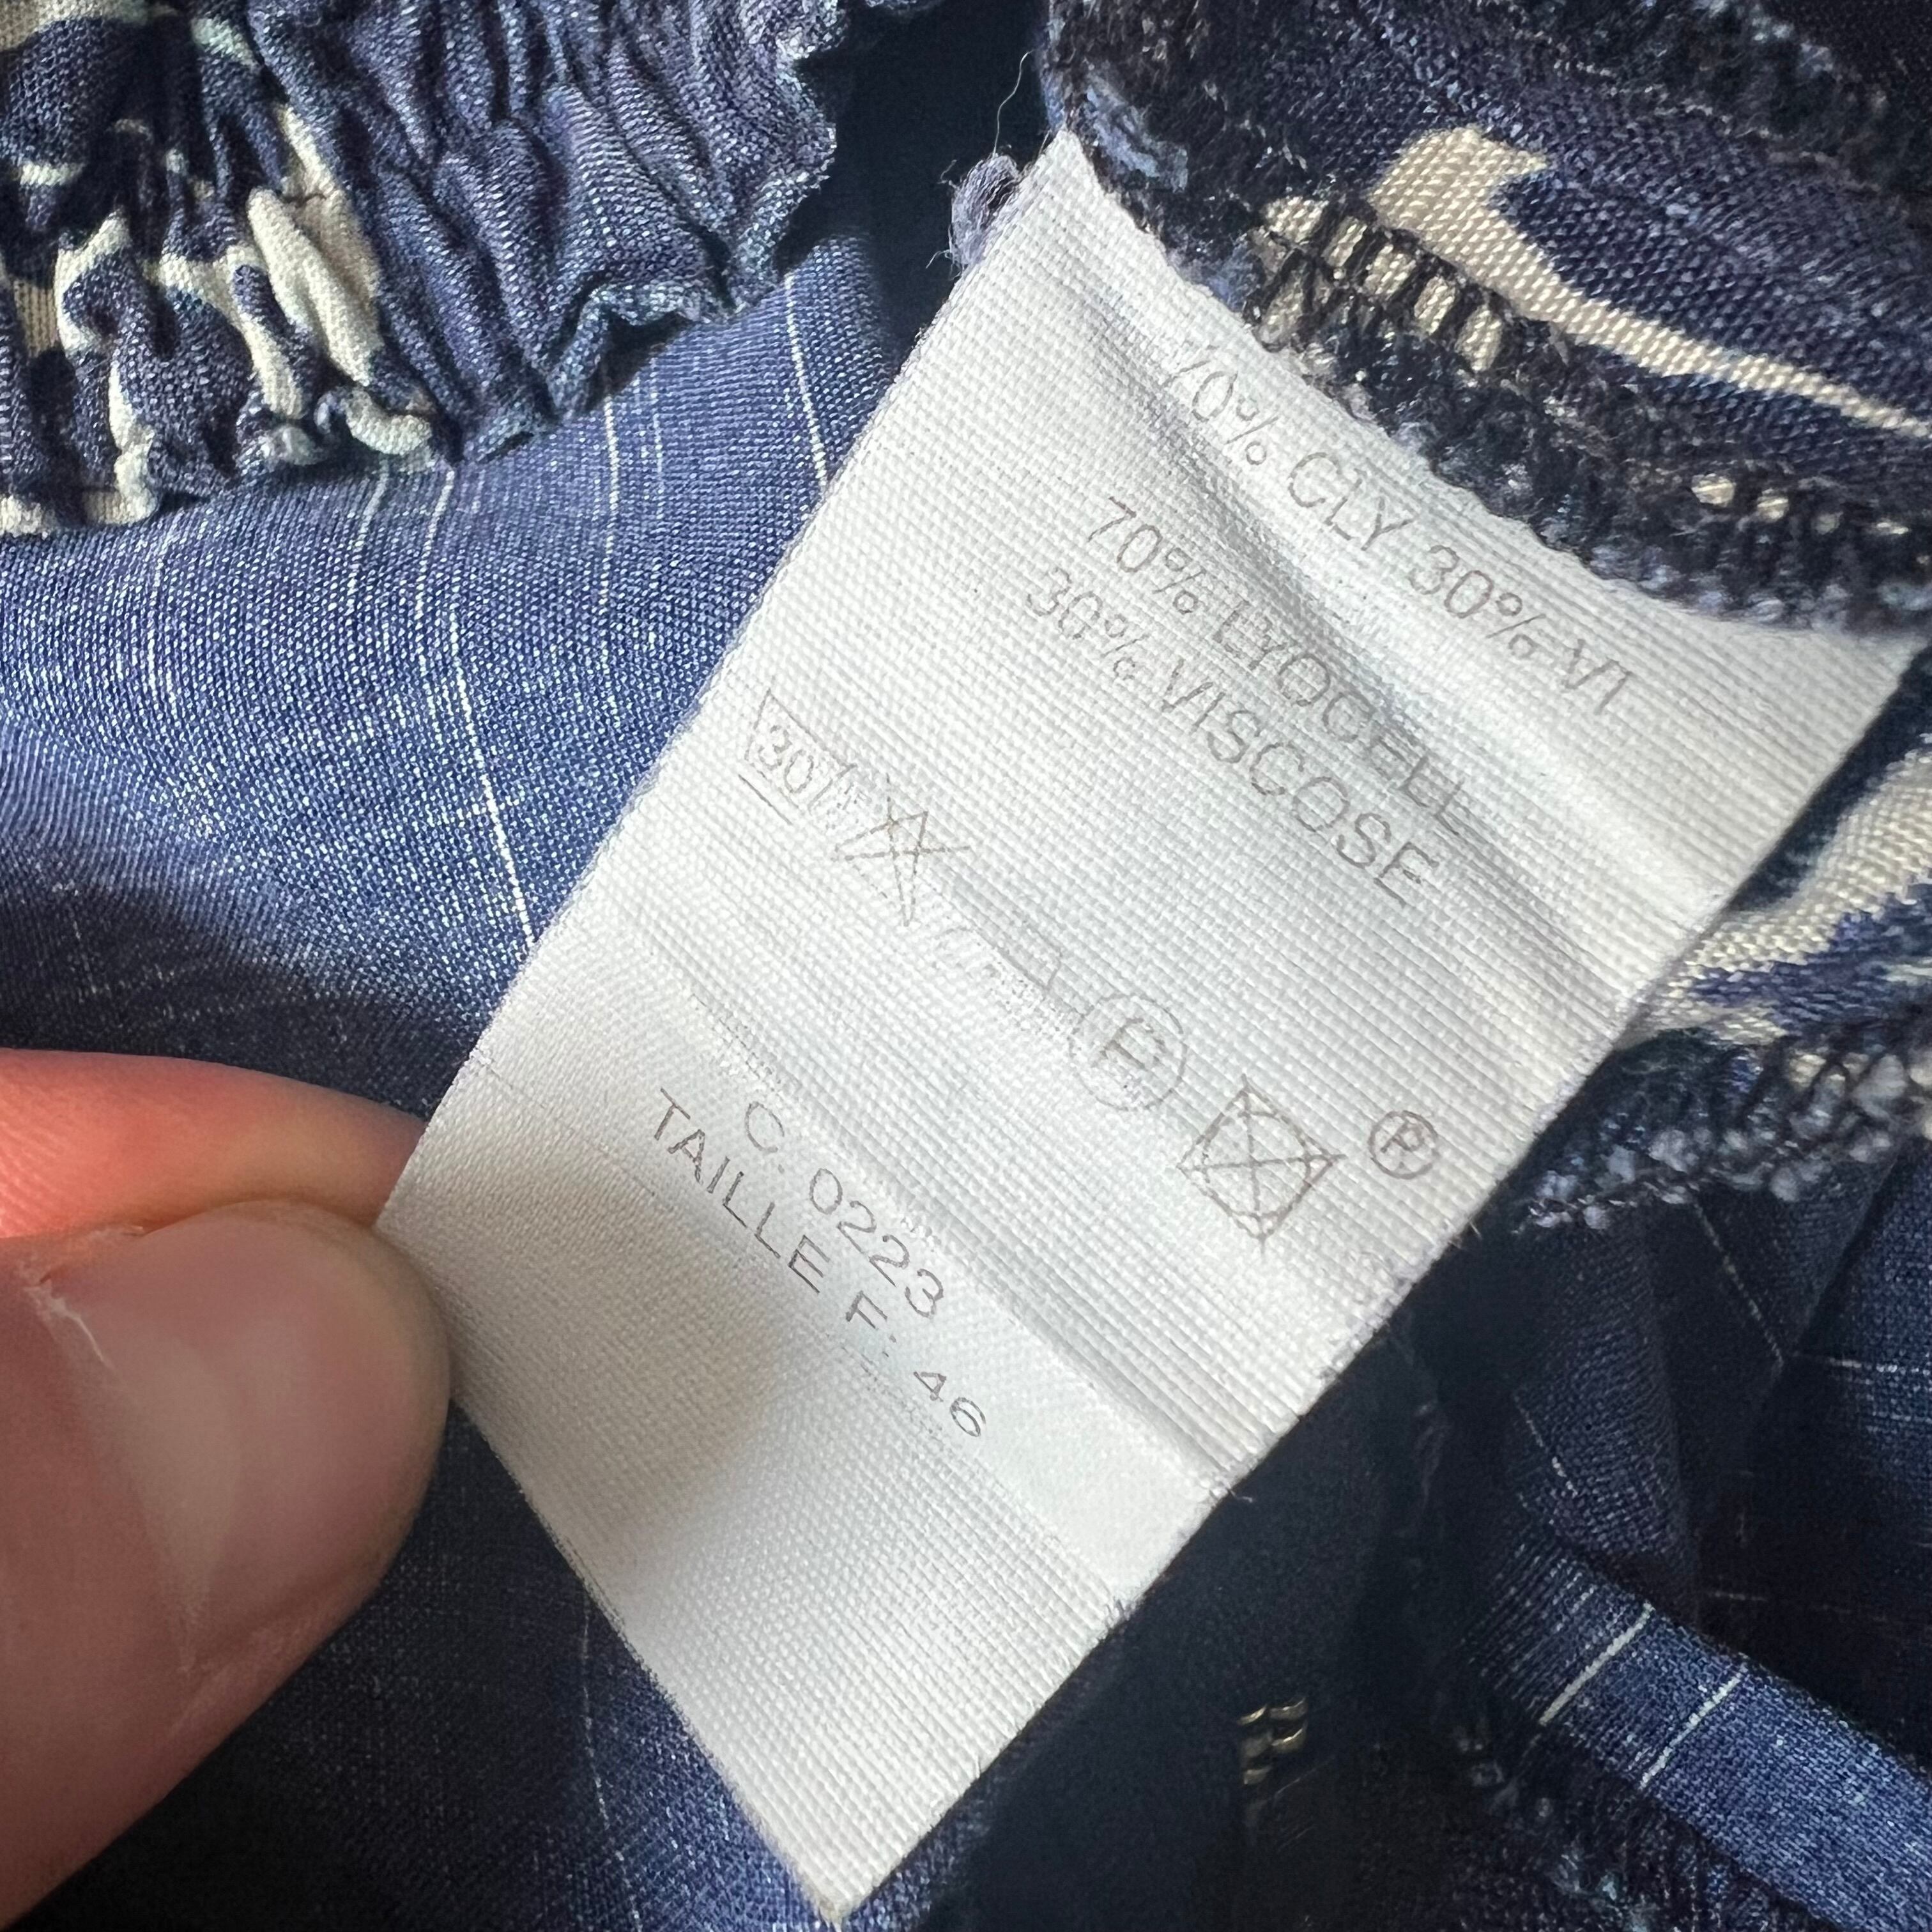 70% CLY 30% VI
70% LYOCELL
30% VISCOSE
30 P ®
C. 0223
TAILLE F: 46